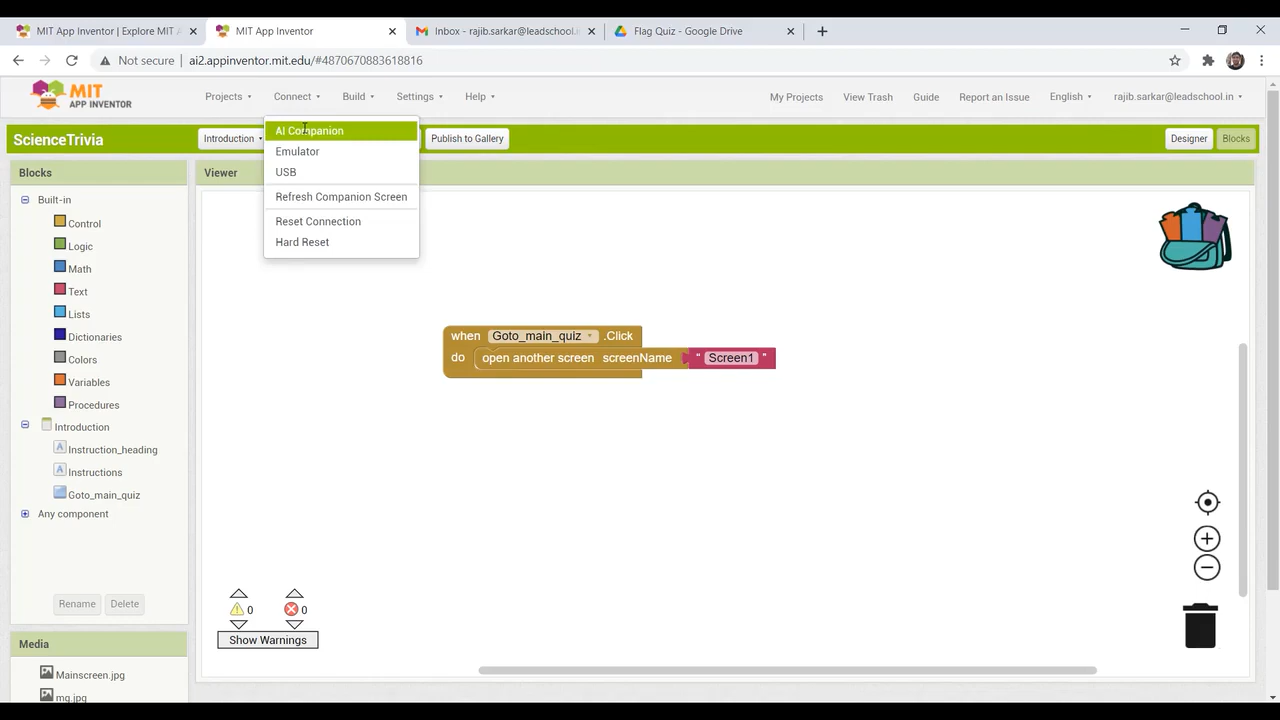 MIT App Inventor | Explore MIT A
MIT App Inventor
Inbox - rajib.sarkar@leadschool.in
Flag Quiz - Google Drive
Not secure
ai2.appinventor.mit.edu/#4870670883618816
MIT
APP INVENTOR
Projects
Connect
Build
Settings
Help
My Projects
View Trash
Guide
Report an Issue
English
rajib.sarkar@leadschool.in
ScienceTrivia
Introduction
Publish to Gallery
Designer
Blocks
AI Companion
Emulator
USB
Refresh Companion Screen
Reset Connection
Hard Reset
Blocks
Viewer
Built-in
Control
Logic
Math
Text
Lists
Dictionaries
Colors
Variables
Procedures
Introduction
A Instruction_heading
A Instructions
Goto_main_quiz
Any component
Rename
Delete
when Goto_main_quiz .Click
do open another screen screenName " Screen1 "
0
0
Show Warnings
Media
Mainscreen.jpg
mg.jpg